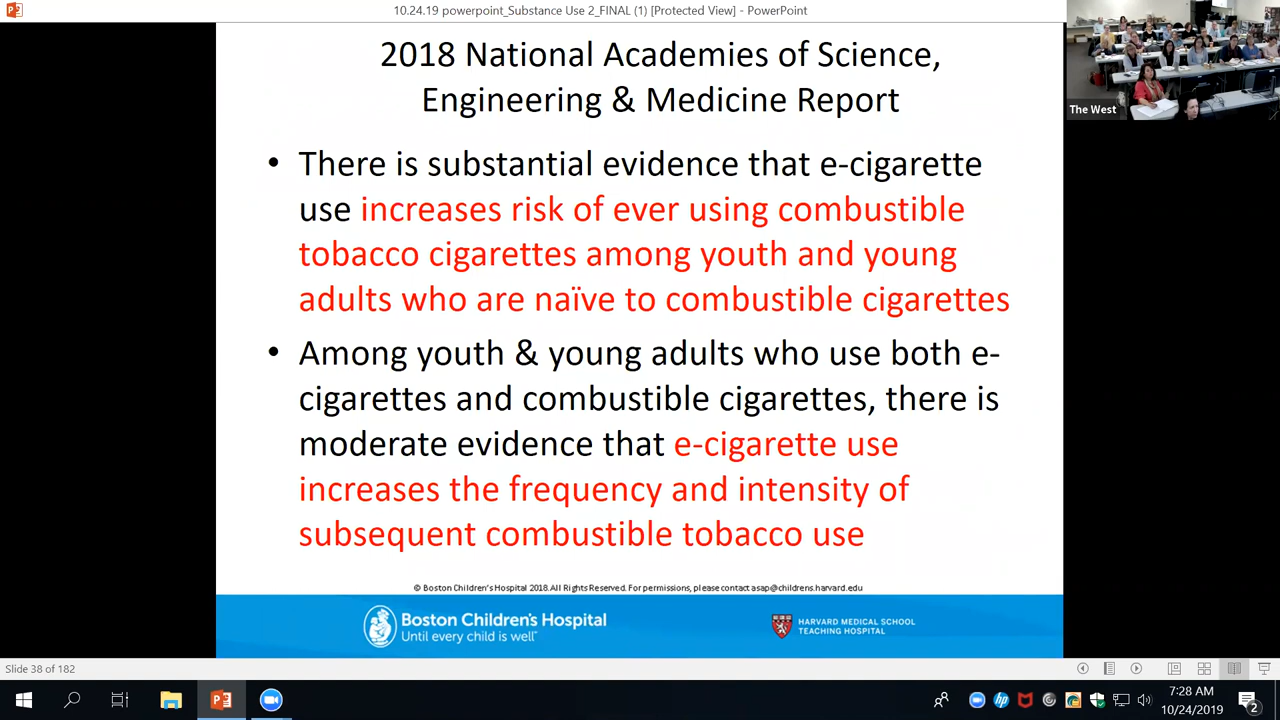 10.24.19 powerpoint_Substance Use 2_FINAL (1) [Protected View] - PowerPoint
The West
2018 National Academies of Science,
Engineering & Medicine Report
• There is substantial evidence that e-cigarette
use increases risk of ever using combustible
tobacco cigarettes among youth and young
adults who are naïve to combustible cigarettes
• Among youth & young adults who use both e-
cigarettes and combustible cigarettes, there is
moderate evidence that e-cigarette use
increases the frequency and intensity of
subsequent combustible tobacco use
© Boston Children's Hospital 2018. All Rights Reserved. For permissions, please contact asap@childrens.harvard.edu
Boston Children's Hospital
Until every child is well™
HARVARD MEDICAL SCHOOL
TEACHING HOSPITAL
Slide 38 of 182
7:28 AM
10/24/2019
2